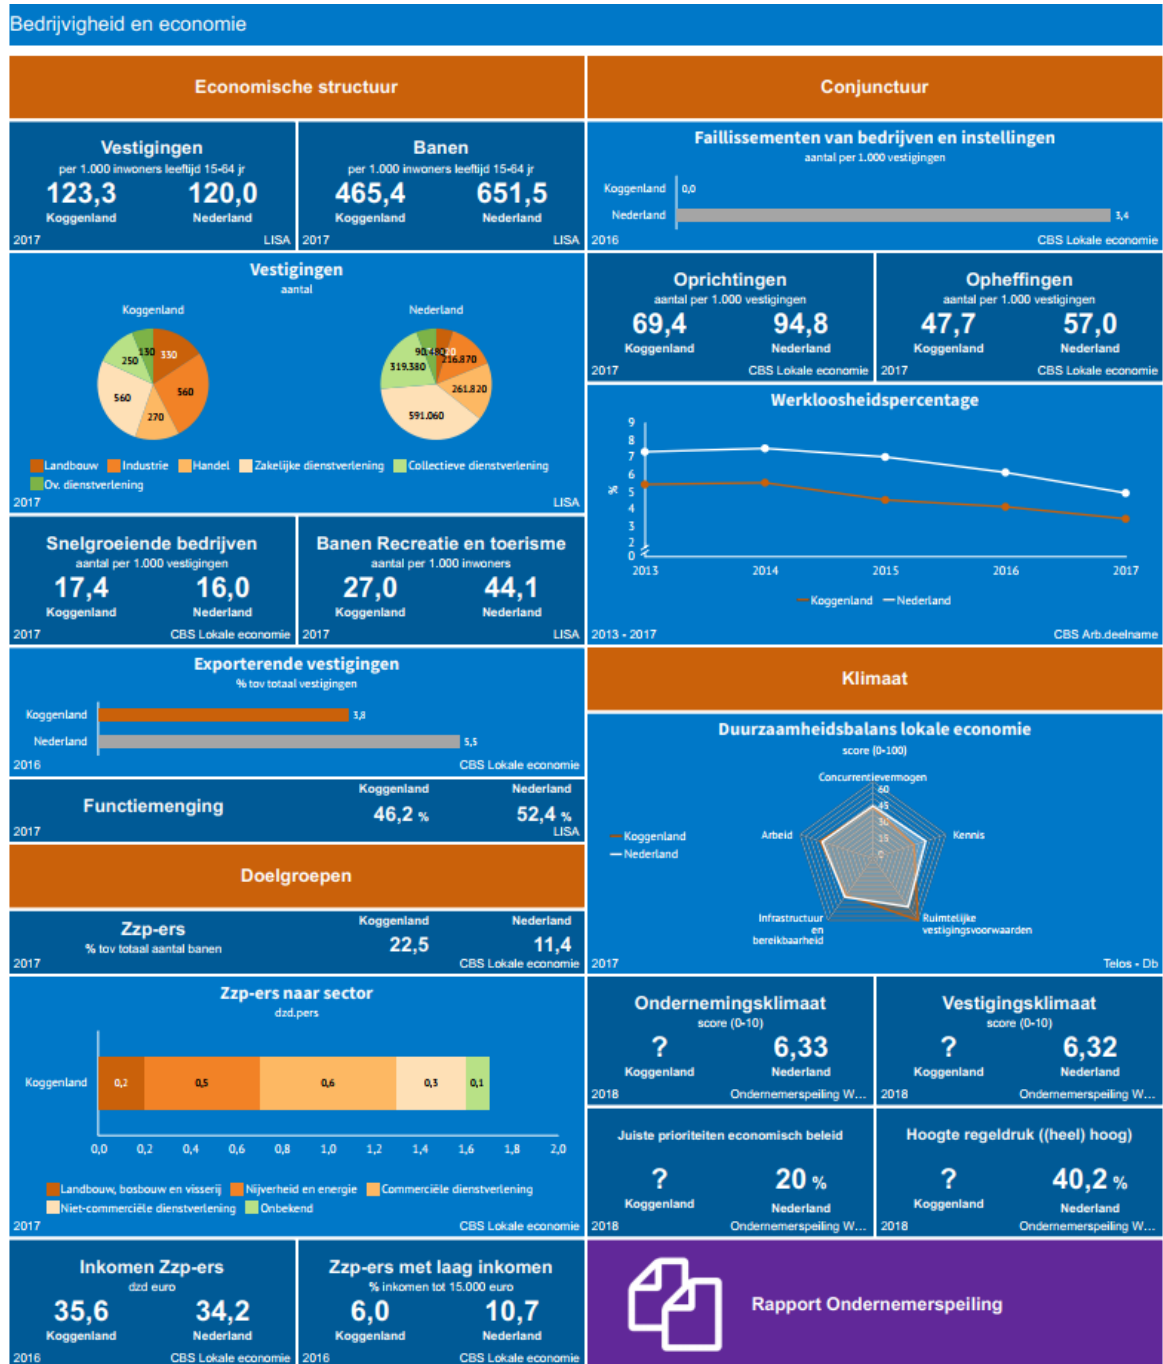 Bedrijvigheid en economie
Economische structuur
Vestigingen
per 1.000 inwoners leeftijd 15-64 jr
123,3
120,0
Koggenland
Nederland
2017
LISA
Banen
per 1.000 inwoners leeftijd 15-64 jr
465,4
651,5
Koggenland
Nederland
2017
LISA
Vestigingen
aantal
Koggenland
Nederland
130
330
250
560
560
270
216.870
319.380
261.820
591.060
Landbouw
Industrie
Handel
Zakelijke dienstverlening
Collectieve dienstverlening
Ov. dienstverlening
2017
LISA
Snelgroeiende bedrijven
aantal per 1.000 vestigingen
17,4
16,0
Koggenland
Nederland
2017
CBS Lokale economie
Banen Recreatie en toerisme
aantal per 1.000 inwoners
27,0
44,1
Koggenland
Nederland
2017
LISA
Exporterende vestigingen
% tov totaal vestigingen
Koggenland
3,8
Nederland
5,5
2016
CBS Lokale economie
Functiemenging
Koggenland
Nederland
46,2 %
52,4 %
2017
LISA
Doelgroepen
Zzp-ers
% tov totaal aantal banen
Koggenland
Nederland
22,5
11,4
2017
CBS Lokale economie
Zzp-ers naar sector
dzd.pers
Koggenland
0,2
0,5
0,6
0,3
0,1
0,0 0,2 0,4 0,6 0,8 1,0 1,2 1,4 1,6 1,8 2,0
Landbouw, bosbouw en visserij
Nijverheid en energie
Commerciële dienstverlening
Niet-commerciële dienstverlening
Onbekend
2017
CBS Lokale economie
Inkomen Zzp-ers
dzd euro
35,6
34,2
Koggenland
Nederland
2016
CBS Lokale economie
Zzp-ers met laag inkomen
% inkomen tot 15.000 euro
6,0
10,7
Koggenland
Nederland
2016
CBS Lokale economie
Conjunctuur
Faillissementen van bedrijven en instellingen
aantal per 1.000 vestigingen
Koggenland
0,0
Nederland
3,4
2016
CBS Lokale economie
Oprichtingen
aantal per 1.000 vestigingen
69,4
94,8
Koggenland
Nederland
2017
CBS Lokale economie
Opheffingen
aantal per 1.000 vestigingen
47,7
57,0
Koggenland
Nederland
2017
CBS Lokale economie
Werkloosheidspercentage
9
8
7
6
5
4
3
2
0
%
2013 2014 2015 2016 2017
Koggenland
Nederland
2013 - 2017
CBS Arb.deelname
Klimaat
Duurzaamheidsbalans lokale economie
score (0-100)
Concurrentievermogen
60
45
30
15
0
Arbeid
Kennis
Koggenland
Nederland
Infrastructuur
en
bereikbaarheid
Ruimtelijke
vestigingsvoorwaarden
2017
Telos - Db
Ondernemingsklimaat
score (0-10)
?
6,33
Koggenland
Nederland
2018
Ondernemerspeiling W...
Vestigingsklimaat
score (0-10)
?
6,32
Koggenland
Nederland
2018
Ondernemerspeiling W...
Juiste prioriteiten economisch beleid
?
20 %
Koggenland
Nederland
2018
Ondernemerspeiling W...
Hoogte regeldruk ((heel) hoog)
?
40,2 %
Koggenland
Nederland
2018
Ondernemerspeiling W...
Rapport Ondernemerspeiling